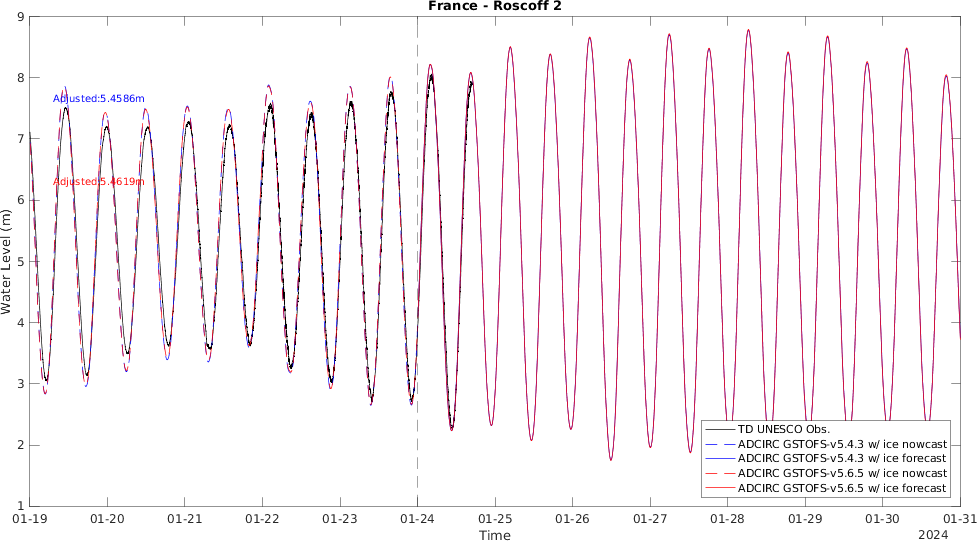 France - Roscoff 2
9
8
7
6
5
4
3
2
1
Water Level (m)
Adjusted:5.4586m
Adjusted:5.4619m
TD UNESCO Obs.
ADCIRC GSTOFS-v5.4.3 w/ ice nowcast
ADCIRC GSTOFS-v5.4.3 w/ ice forecast
ADCIRC GSTOFS-v5.6.5 w/ ice nowcast
ADCIRC GSTOFS-v5.6.5 w/ ice forecast
01-19 01-20 01-21 01-22 01-23 01-24 01-25 01-26 01-27 01-28 01-29 01-30 01-31
Time
2024